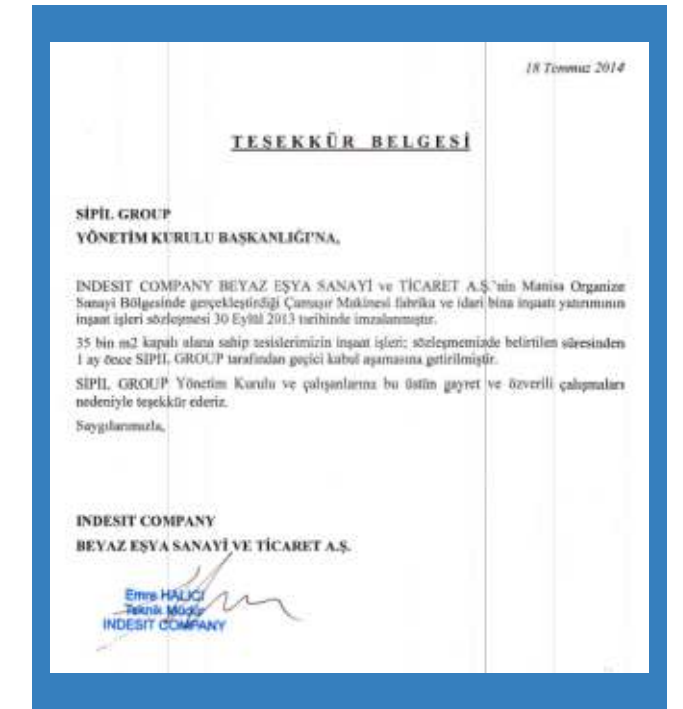 18 Temmuz 2014
TEŞEKKÜR BELGESİ
SİPİL GROUP
YÖNETİM KURULU BAŞKANLIĞI'NA,
INDESIT COMPANY BEYAZ EŞYA SANAYİ ve TİCARET A.Ş.'nin Manisa Organize
Sanayi Bölgesinde gerçekleştirdiği Çamaşır Makinesi fabrika ve idari bina inşaatı yatırımının
inşaat işleri sözleşmesi 30 Eylül 2013 tarihinde imzalanmıştır.
35 bin m2 kapalı alana sahip tesislerimizin inşaat işleri; sözleşmemizde belirtilen süresinden
1 ay önce SİPİL GROUP tarafından geçici kabul aşamasına getirilmiştir.
SİPİL GROUP Yönetim Kurulu ve çalışanlarına bu üstün gayret ve özverili çalışmaları
nedeniyle teşekkür ederiz.
Saygılarımızla,
INDESIT COMPANY
BEYAZ EŞYA SANAYİ VE TİCARET A.Ş.
Emre HALICI
Teknik Müdür
INDESIT COMPANY